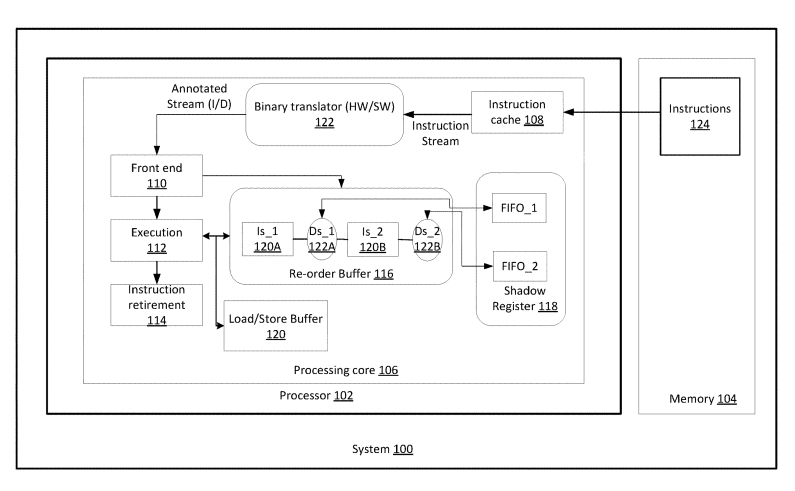 Annotated
Stream (I/D)
Binary translator (HW/SW)
122
Instruction
Stream
Instruction
cache 108
Instructions
124
Front end
110
Execution
112
Instruction
retirement
114
Is_1
120A
Ds_1
122A
Is_2
120B
Ds_2
122B
Re-order Buffer 116
FIFO_1
FIFO_2
Shadow
Register 118
Load/Store Buffer
120
Processing core 106
Processor 102
Memory 104
System 100